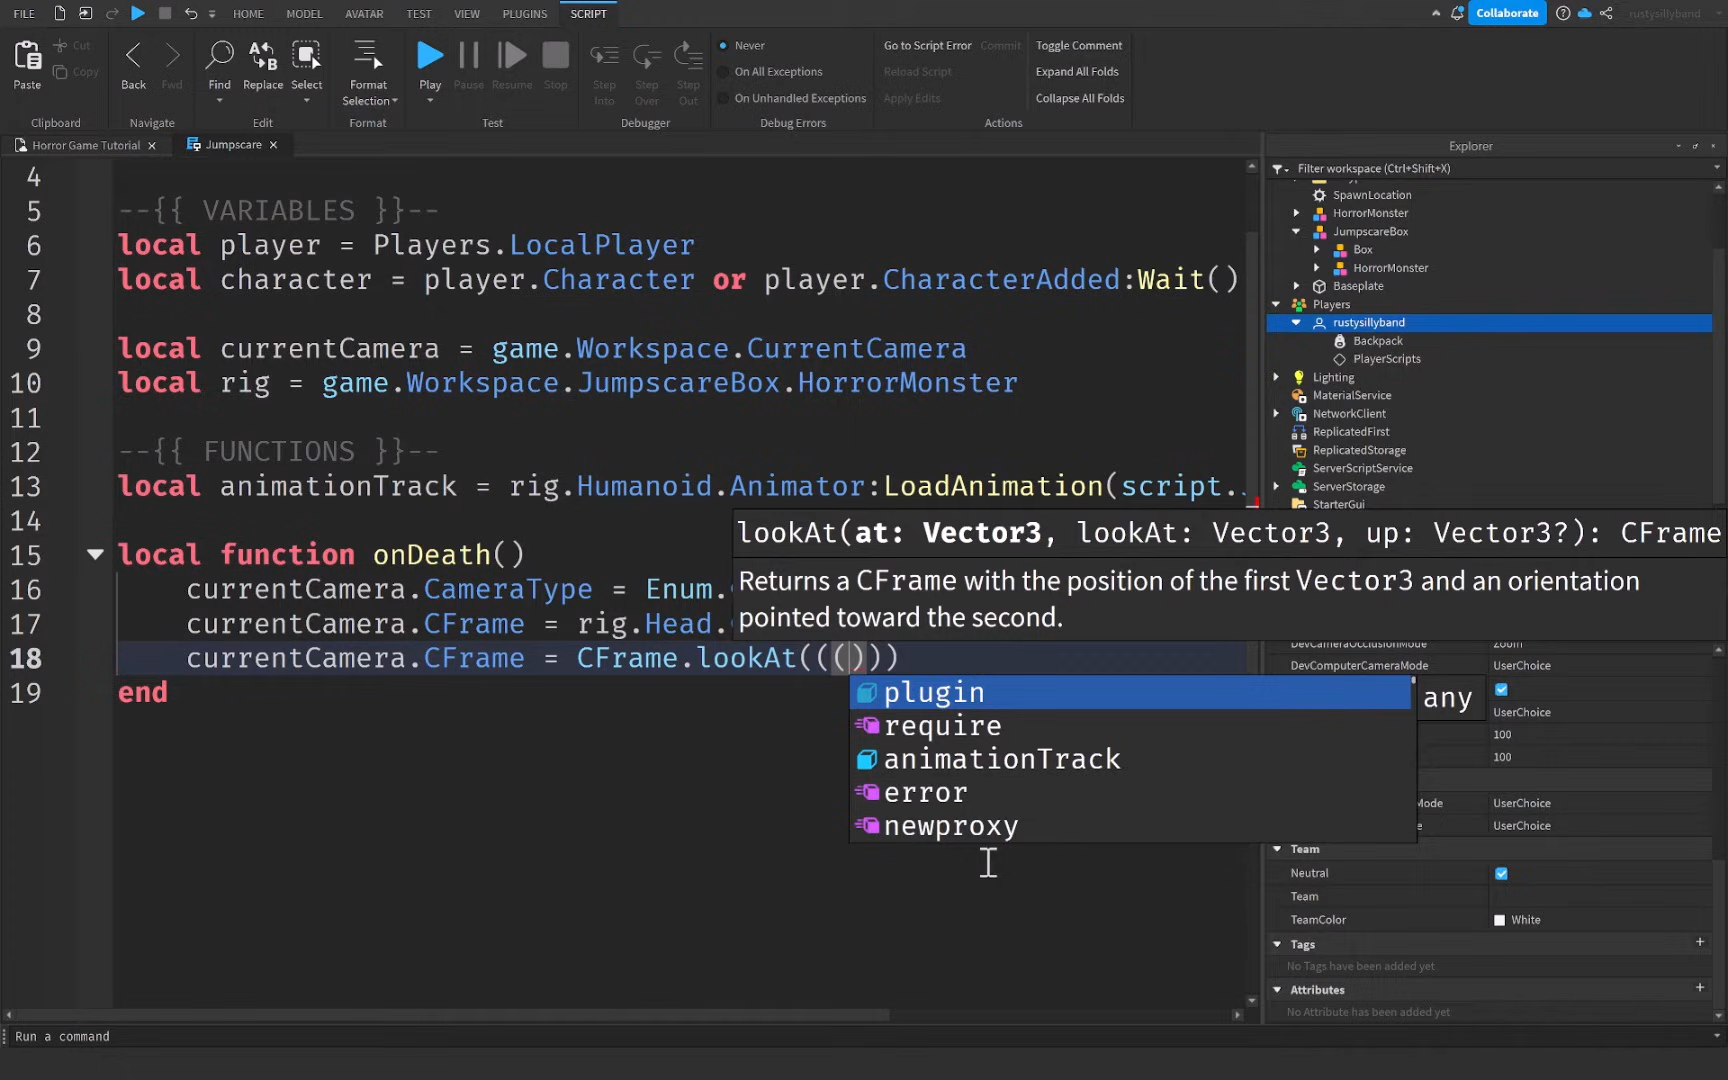 FILE HOME MODEL AVATAR TEST VIEW PLUGINS SCRIPT Collaborate rustysillyband
Paste Cut Copy Back Fwd Find Replace Select Format Selection Play Pause Resume Stop Step Into Step Over Step Out
Never
On All Exceptions
On Unhandled Exceptions
Go to Script Error Commit Toggle Comment
Reload Script Expand All Folds
Apply Edits Collapse All Folds
Clipboard Navigate Edit Format Test Debugger Debug Errors Actions
Horror Game Tutorial Jumpscare
4
5 --{{ VARIABLES }}--
6 local player = Players.LocalPlayer
7 local character = player.Character or player.CharacterAdded:Wait()
8
9 local currentCamera = game.Workspace.CurrentCamera
10 local rig = game.Workspace.JumpscareBox.HorrorMonster
11
12 --{{ FUNCTIONS }}--
13 local animationTrack = rig.Humanoid.Animator:LoadAnimation(script.
14
15 local function onDeath()
16 currentCamera.CameraType = Enum.
17 currentCamera.CFrame = rig.Head.
18 currentCamera.CFrame = CFrame.lookAt((()))
19 end
lookAt(at: Vector3, lookAt: Vector3, up: Vector3?): CFrame
Returns a CFrame with the position of the first Vector3 and an orientation
pointed toward the second.
plugin
require
animationTrack
error
newproxy
any
Explorer
Filter workspace (Ctrl+Shift+X)
SpawnLocation
HorrorMonster
JumpscareBox
Box
HorrorMonster
Baseplate
Players
rustysillyband
Backpack
PlayerScripts
Lighting
MaterialService
NetworkClient
ReplicatedFirst
ReplicatedStorage
ServerScriptService
ServerStorage
StarterGui
DevCameraOcclusionMode Zoom
DevComputerCameraMode UserChoice
UserChoice
100
100
Mode UserChoice
e UserChoice
Team
Neutral
Team
TeamColor White
Tags
No Tags have been added yet
Attributes
No Attribute has been added yet
Run a command